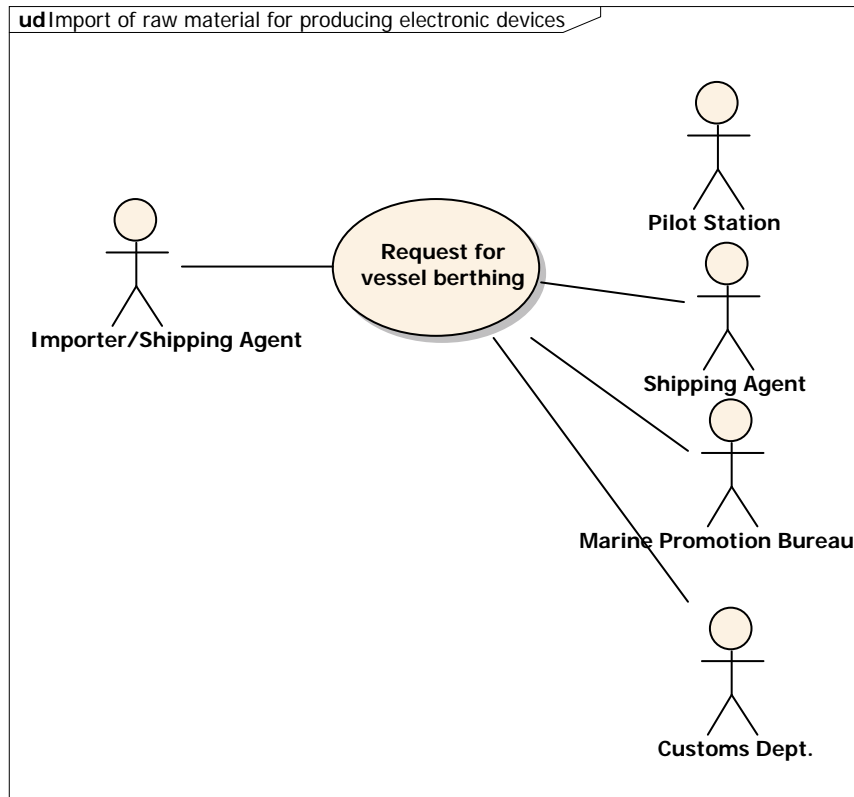 ud Import of raw material for producing electronic devices
Pilot Station
Request for
vessel berthing
Importer/Shipping Agent
Shipping Agent
Marine Promotion Bureau
Customs Dept.